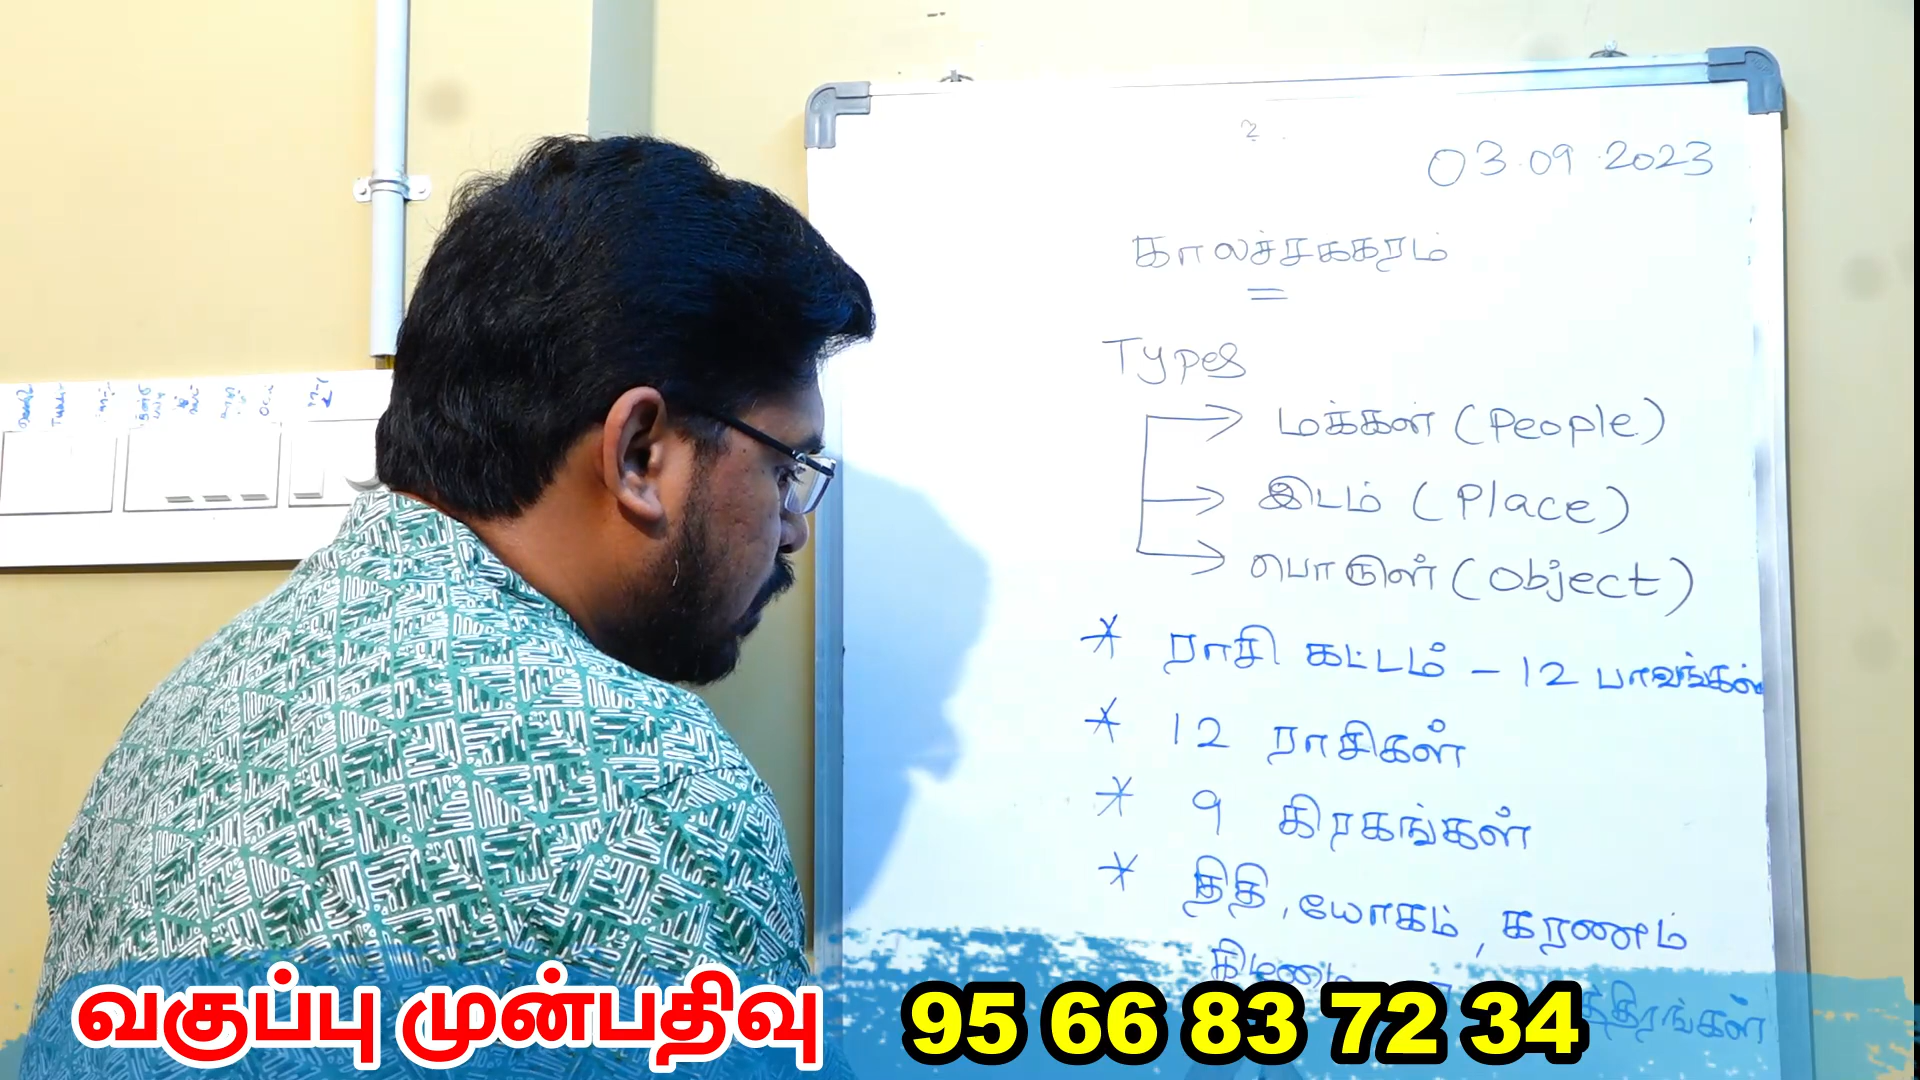 03.09.2023
காலச்சக்கரம்
Types
மக்கள் (People)
இடம் (Place)
பொருள் (Object)
* ராசி கட்டம் - 12 பாவங்கள்
* 12 ராசிகள்
* 9 கிரகங்கள்
* திதி, யோகம், கரணம்
வகுப்பு முன்பதிவு 95 66 83 72 34